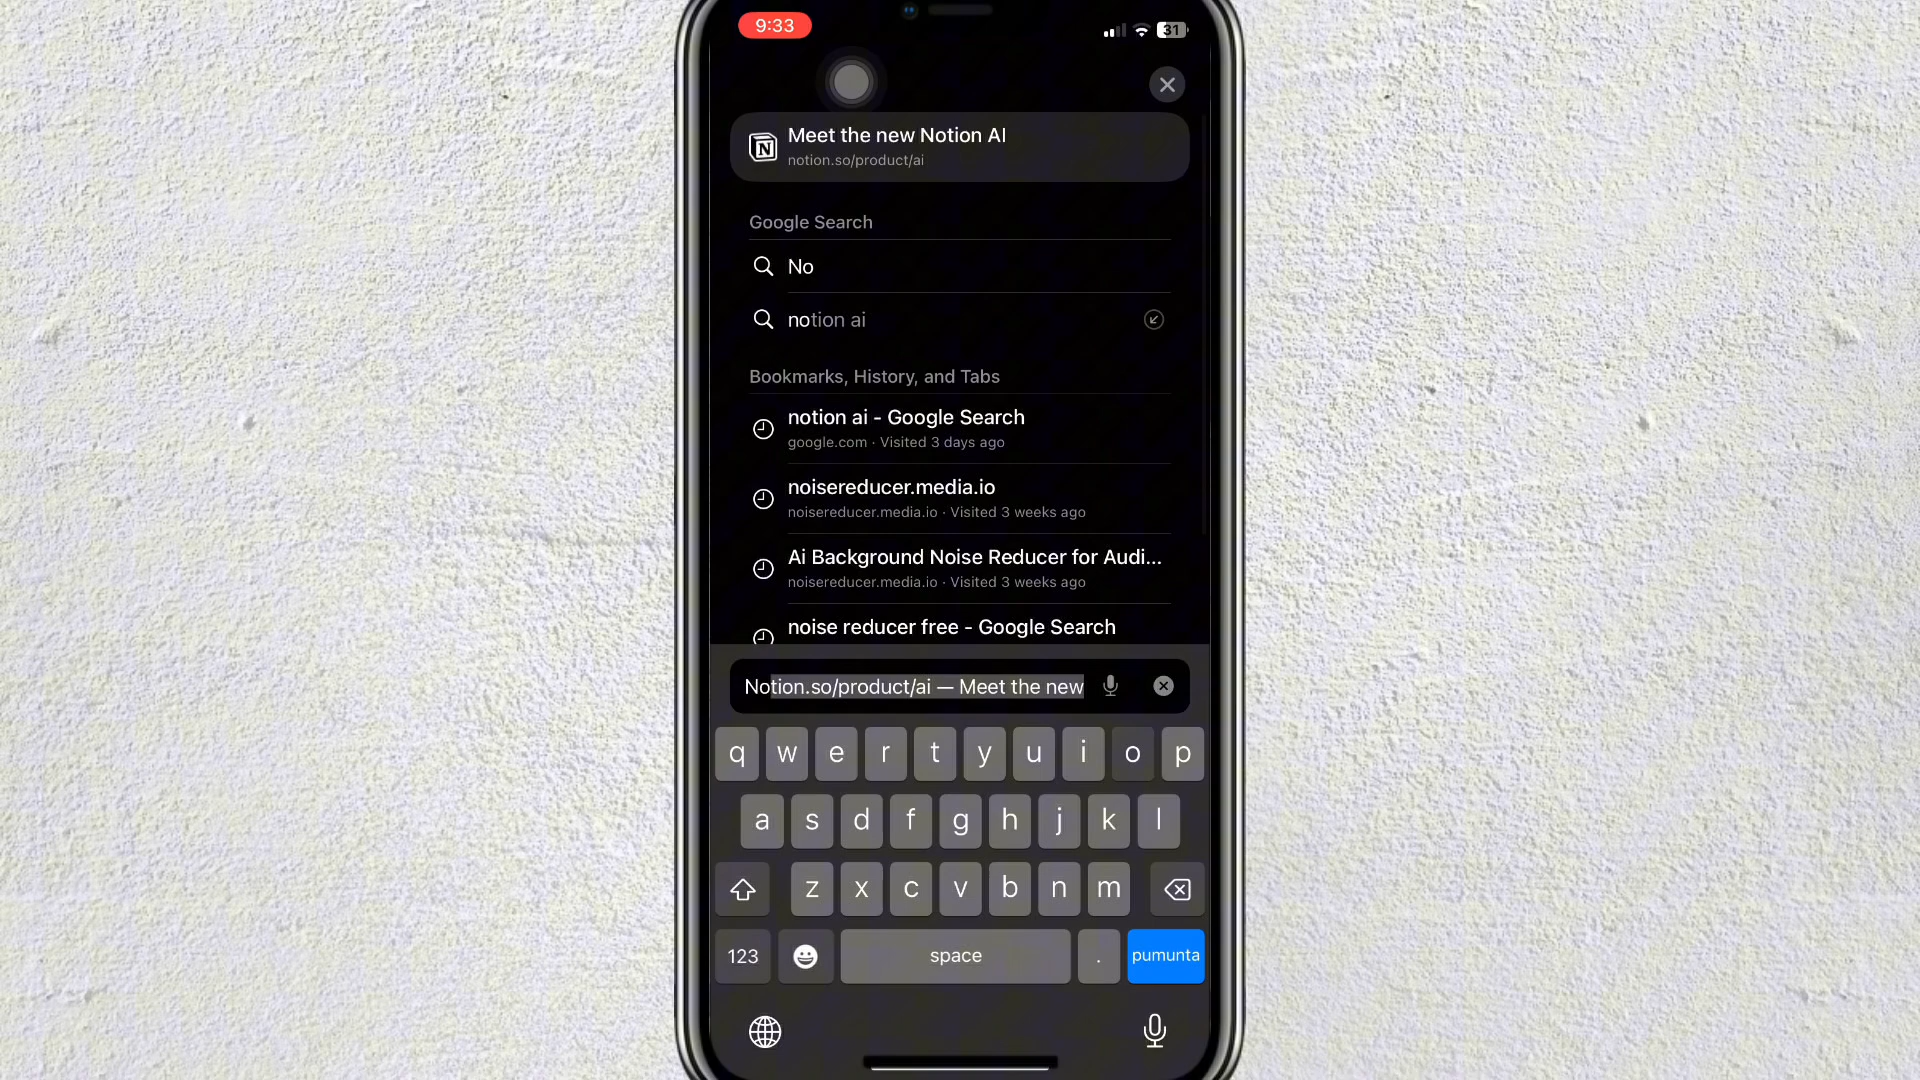 9:33
31
Meet the new Notion AI
notion.so/product/ai
Google Search
No
notion ai
Bookmarks, History, and Tabs
notion ai - Google Search
google.com · Visited 3 days ago
noisereducer.media.io
noisereducer.media.io · Visited 3 weeks ago
Ai Background Noise Reducer for Audi...
noisereducer.media.io · Visited 3 weeks ago
noise reducer free - Google Search
Notion.so/product/ai — Meet the new
q w e r t y u i o p
a s d f g h j k l
z x c v b n m
123 space . pumunta